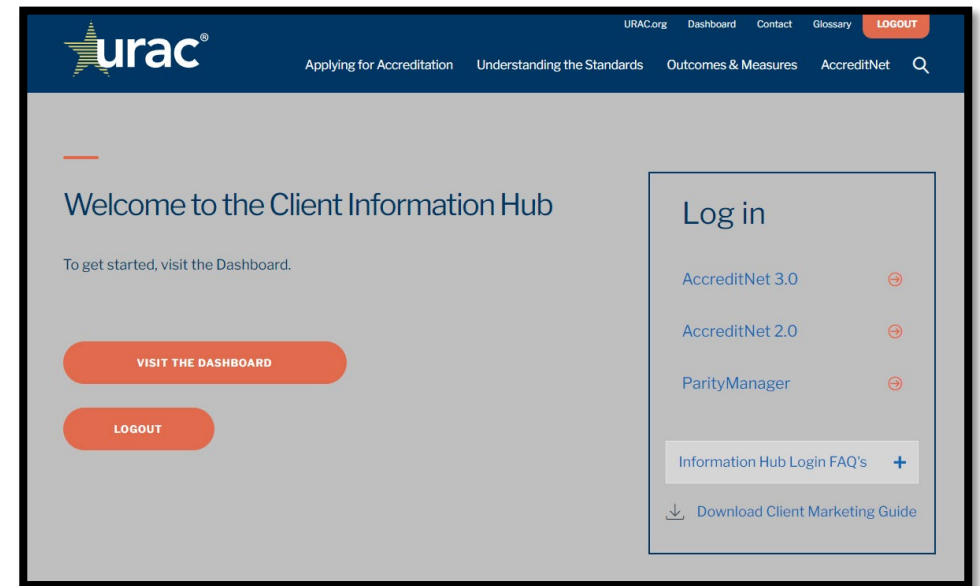 URAC.org Dashboard Contact Glossary LOGOUT
urac®
Applying for Accreditation Understanding the Standards Outcomes & Measures AccreditNet
Welcome to the Client Information Hub
To get started, visit the Dashboard.
VISIT THE DASHBOARD
LOGOUT
Log in
AccreditNet 3.0
AccreditNet 2.0
ParityManager
Information Hub Login FAQ's +
Download Client Marketing Guide